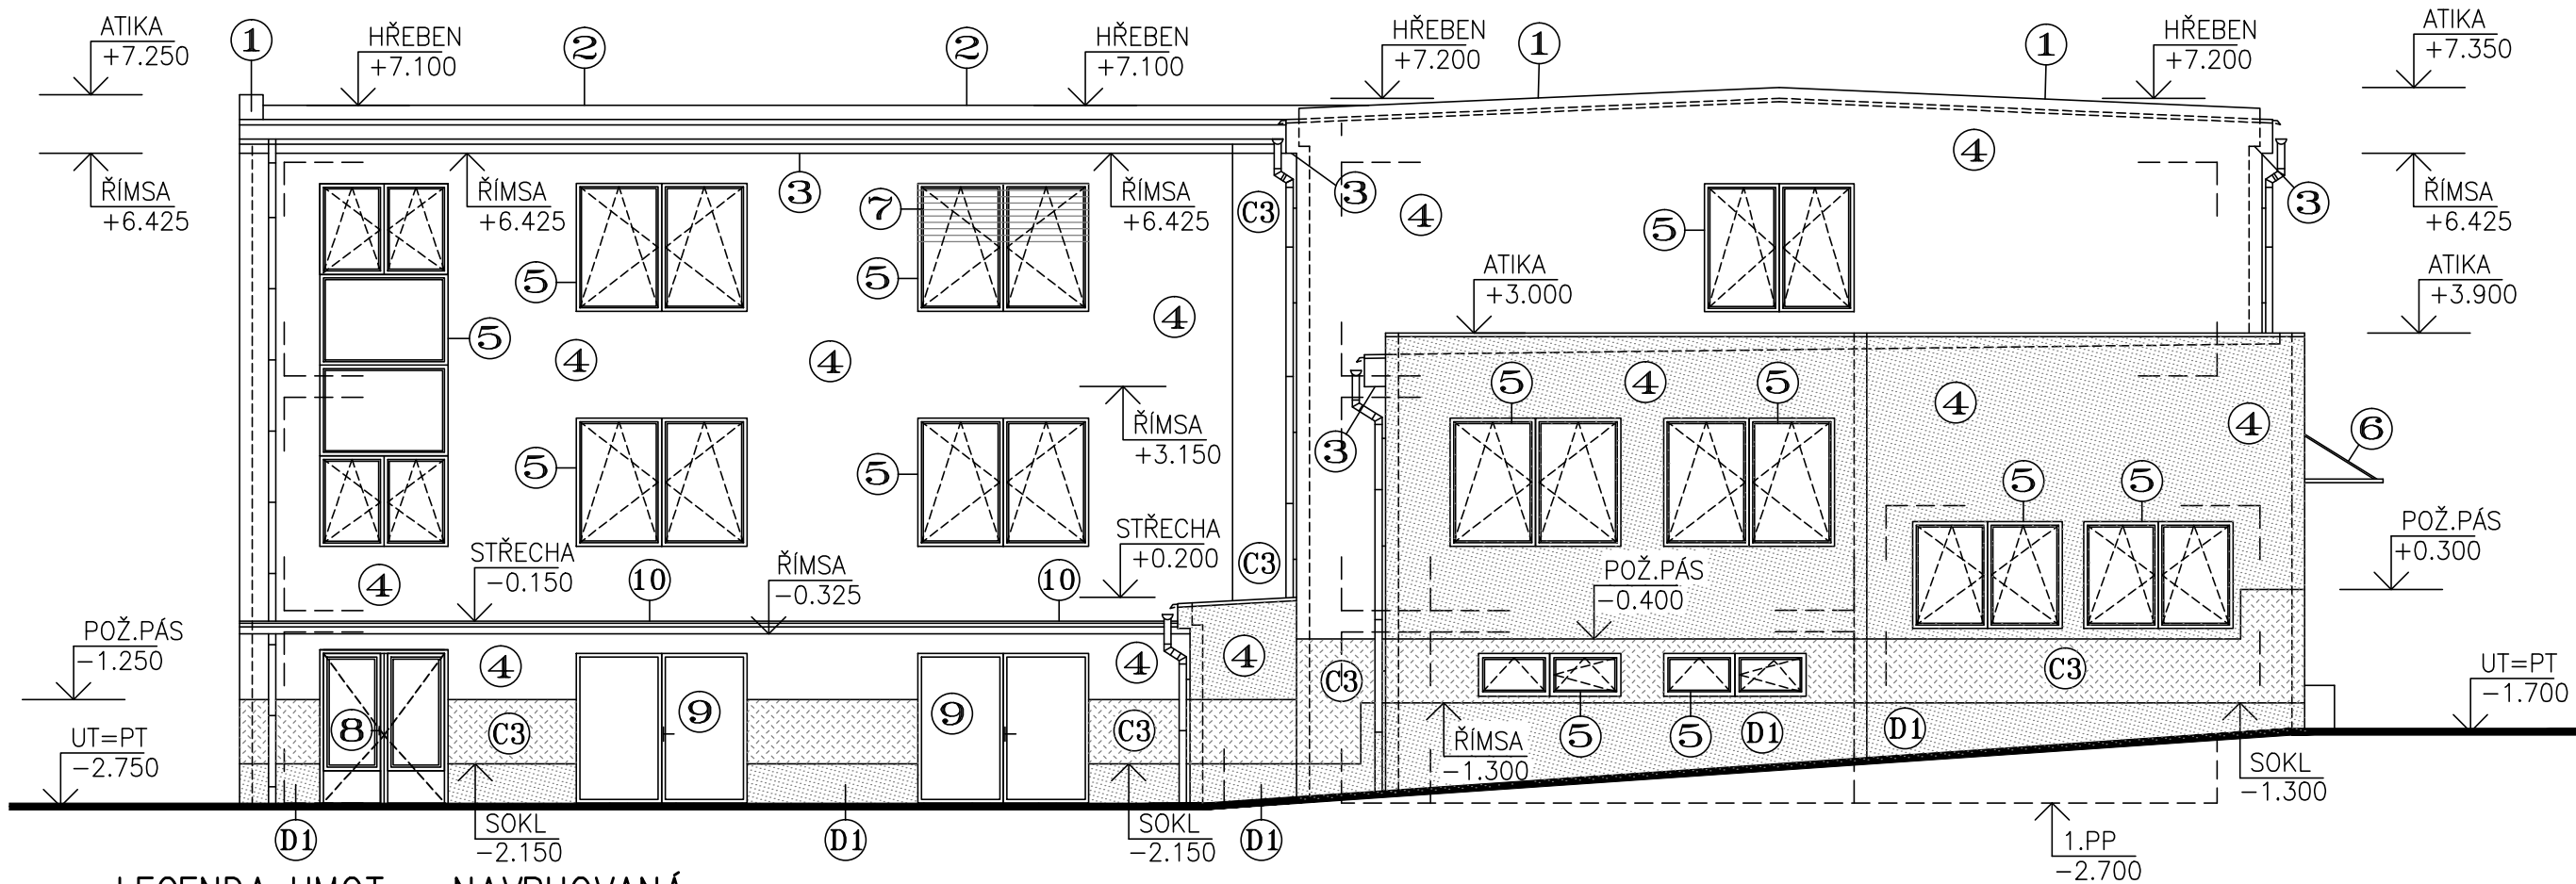 ATIKA
+7.250
1
HŘEBEN
+7.100
2
2
HŘEBEN
+7.100
HŘEBEN
+7.200
1
1
HŘEBEN
+7.200
ATIKA
+7.350
ŘÍMSA
+6.425
ŘÍMSA
+6.425
3
7
ŘÍMSA
+6.425
C3
3
4
4
3
ŘÍMSA
+6.425
5
5
5
ATIKA
+3.000
ATIKA
+3.900
5
4
4
4
ŘÍMSA
+3.150
5
4
5
4
4
6
3
5
5
5
5
STŘECHA
-0.150
10
ŘÍMSA
-0.325
10
STŘECHA
+0.200
C3
POŽ.PÁS
-0.400
POŽ.PÁS
+0.300
4
POŽ.PÁS
-1.250
4
4
4
C3
C3
UT=PT
-1.700
UT=PT
-2.750
8
C3
9
9
C3
ŘÍMSA
-1.300
5
5
D1
D1
SOKL
-1.300
D1
SOKL
-2.150
D1
SOKL
-2.150
D1
1.PP
-2.700